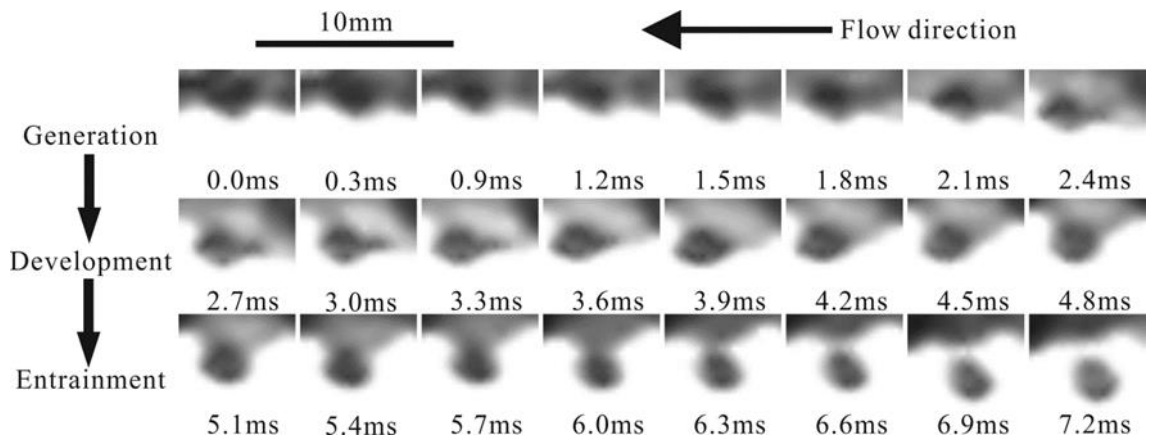 10mm
Flow direction
Generation
0.0ms 0.3ms 0.9ms 1.2ms 1.5ms 1.8ms 2.1ms 2.4ms
Development
2.7ms 3.0ms 3.3ms 3.6ms 3.9ms 4.2ms 4.5ms 4.8ms
Entrainment
5.1ms 5.4ms 5.7ms 6.0ms 6.3ms 6.6ms 6.9ms 7.2ms